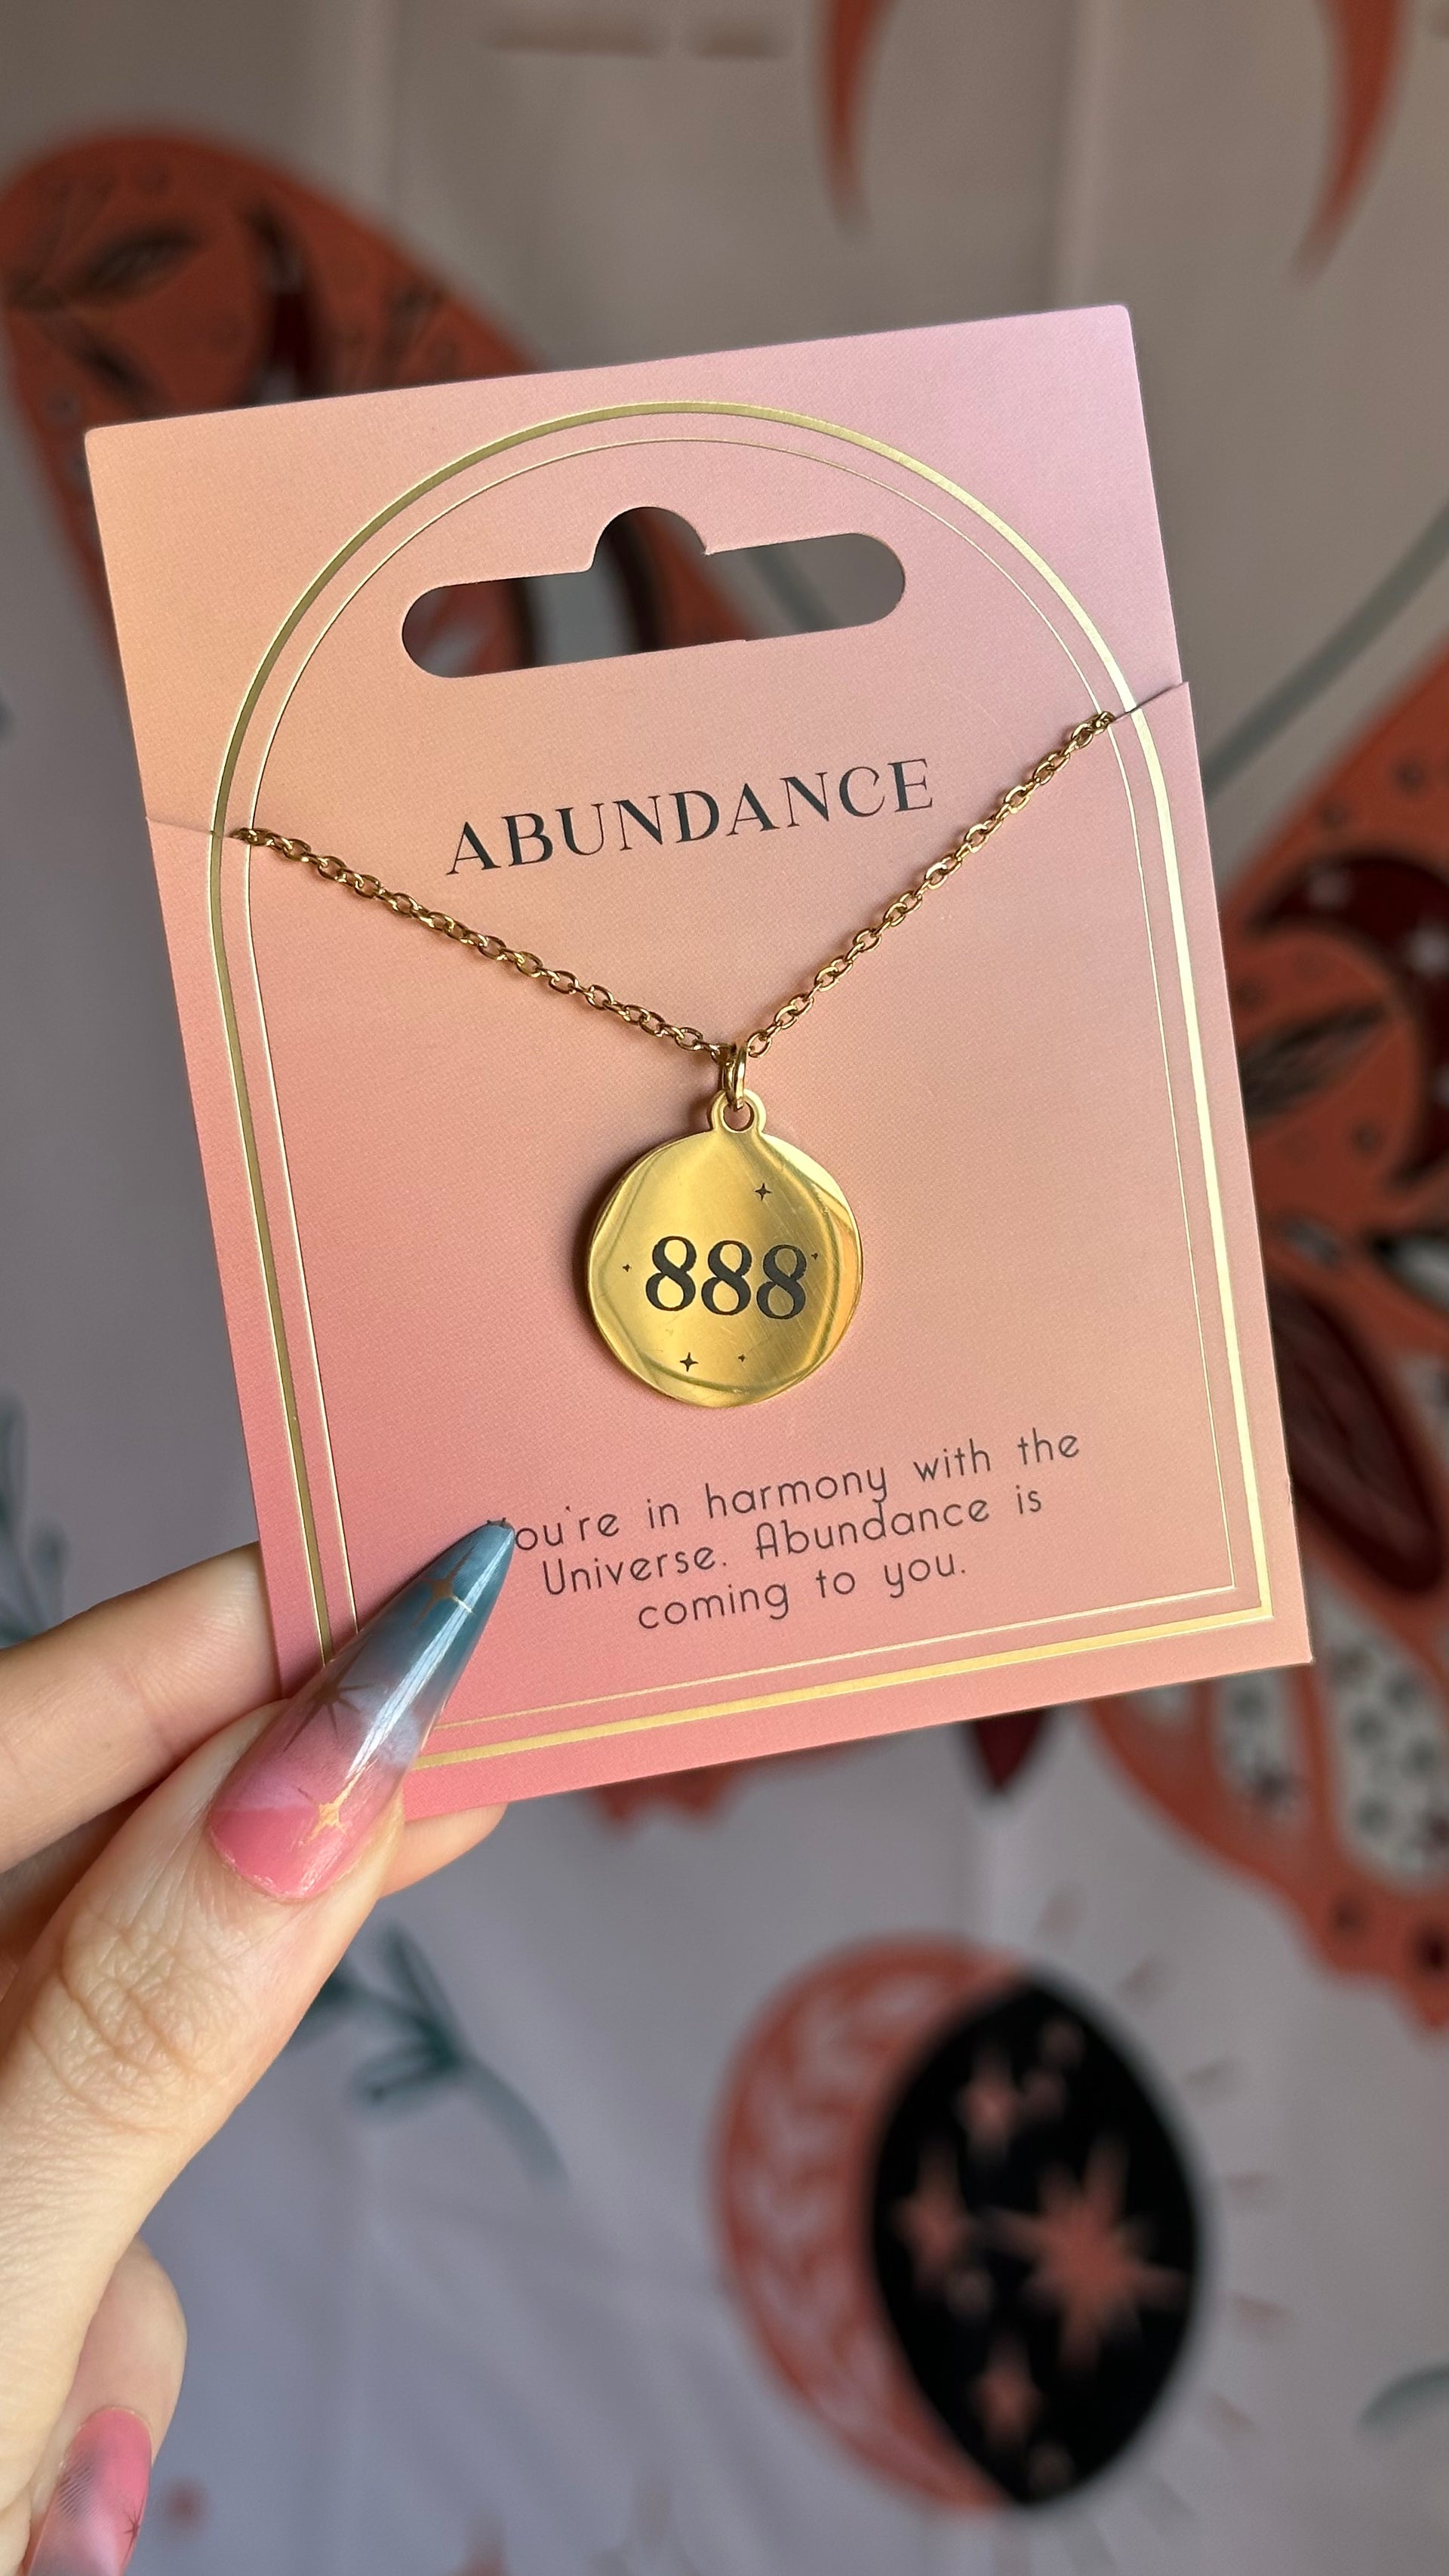 ABUNDANCE
888
You're in harmony with the
Universe. Abundance is
coming to you.